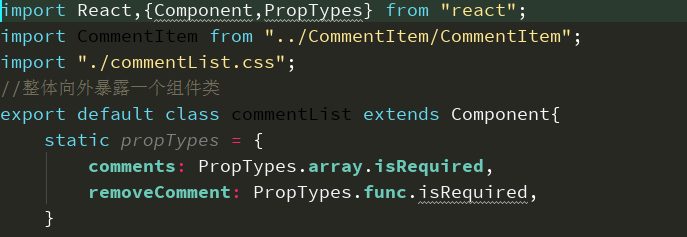 import React,{Component,PropTypes} from "react";
import CommentItem from "../CommentItem/CommentItem";
import "./commentList.css";
//整体向外暴露一个组件类
export default class commentList extends Component{
    static propTypes = {
        comments: PropTypes.array.isRequired,
        removeComment: PropTypes.func.isRequired,
    }